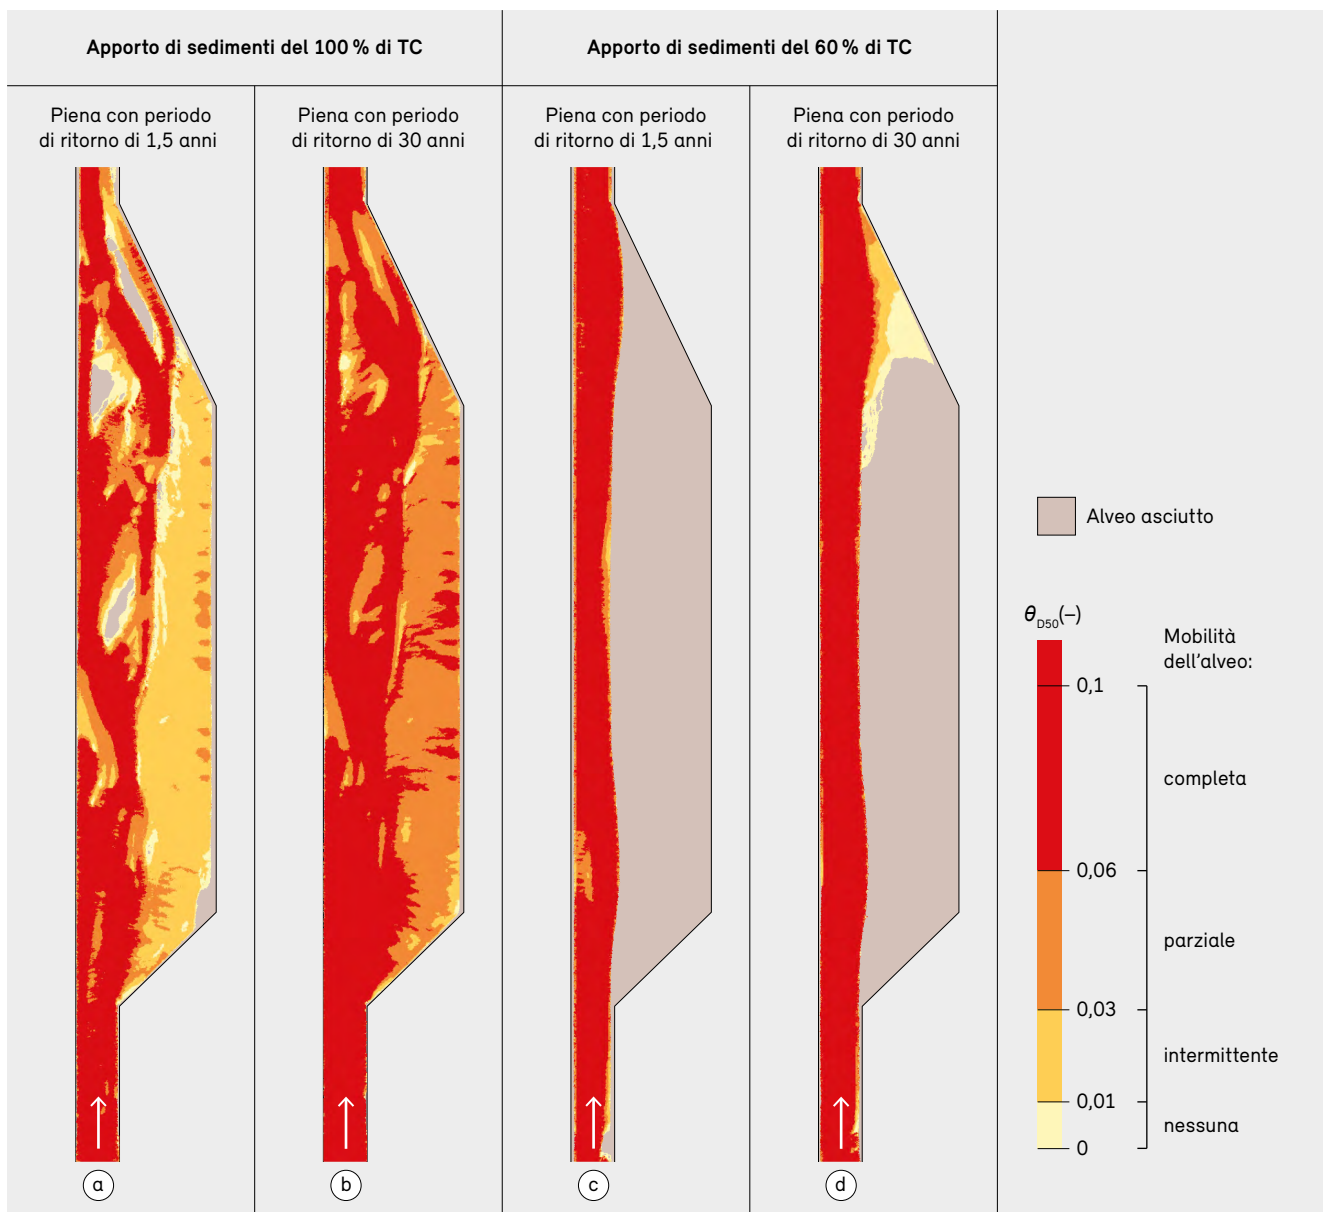 Apporto di sedimenti del 100 % di TC
Apporto di sedimenti del 60 % di TC
Piena con periodo
di ritorno di 1,5 anni
Piena con periodo
di ritorno di 30 anni
Piena con periodo
di ritorno di 1,5 anni
Piena con periodo
di ritorno di 30 anni
Alveo asciutto
θD50(–)
Mobilità
dell’alveo:
0,1
completa
0,06
parziale
0,03
intermittente
0,01
nessuna
0
a
b
c
d